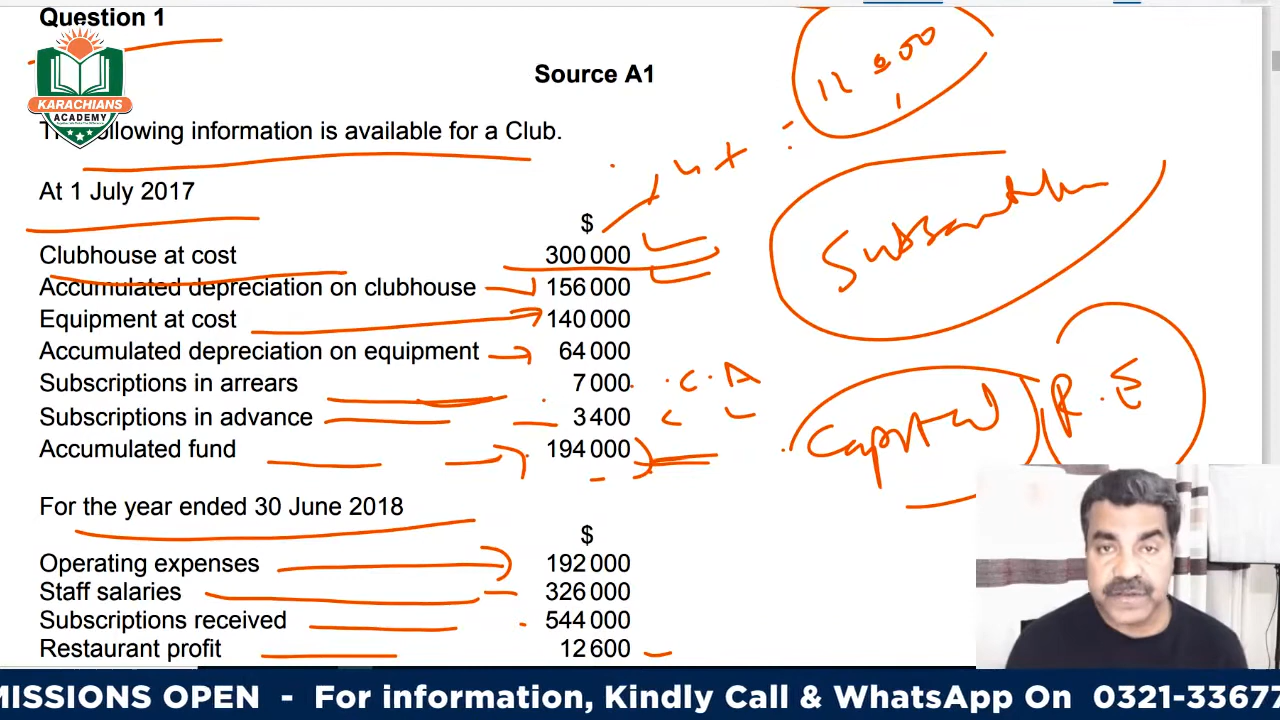 Question 1
KARACHIANS
ACADEMY
Source A1
The following information is available for a Club.
At 1 July 2017
$
Clubhouse at cost 300 000
Accumulated depreciation on clubhouse 156 000
Equipment at cost 140 000
Accumulated depreciation on equipment 64 000
Subscriptions in arrears 7 000 C.A
Subscriptions in advance 3 400 C L
Accumulated fund 194 000
Capital R.E
For the year ended 30 June 2018
$
Operating expenses 192 000
Staff salaries 326 000
Subscriptions received 544 000
Restaurant profit 12 600
MISSIONS OPEN - For information, Kindly Call & WhatsApp On 0321-33677